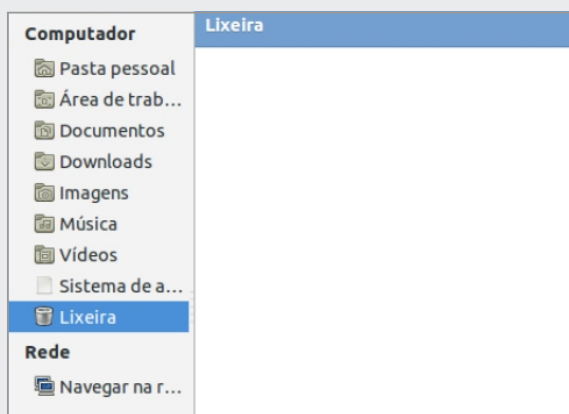 Computador
Lixeira
Pasta pessoal
Área de trab...
Documentos
Downloads
Imagens
Música
Vídeos
Sistema de a...
Lixeira
Rede
Navegar na r...